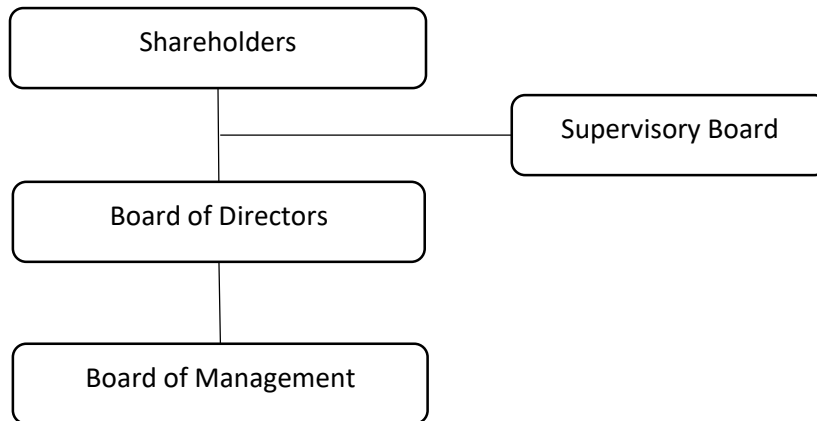 Shareholders
Supervisory Board
Board of Directors
Board of Management